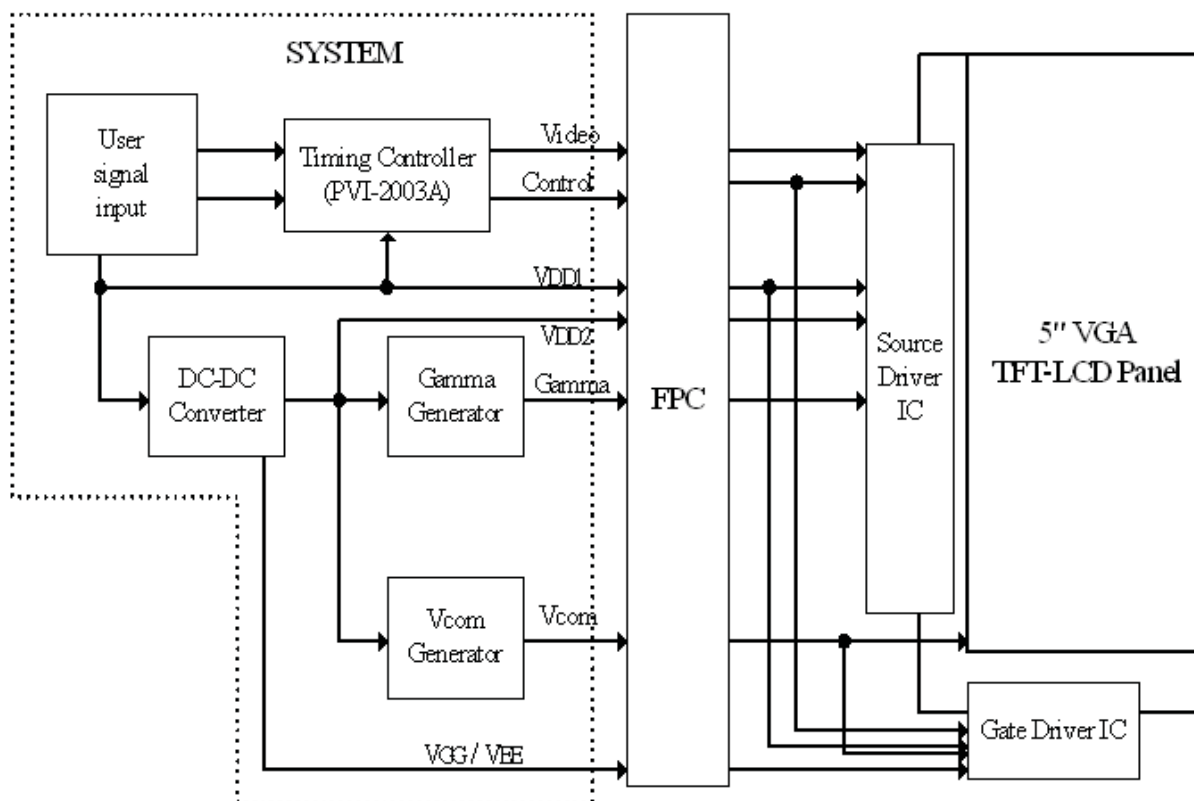 SYSTEM
User
signal
input
Timing Controller
(PVI-2003A)
Video
Control
VDD1
VDD2
DC-DC
Converter
Gamma
Generator
Gamma
FPC
Source
Driver
IC
5" VGA
TFT-LCD Panel
Vcom
Generator
Vcom
VGG / VEE
Gate Driver IC